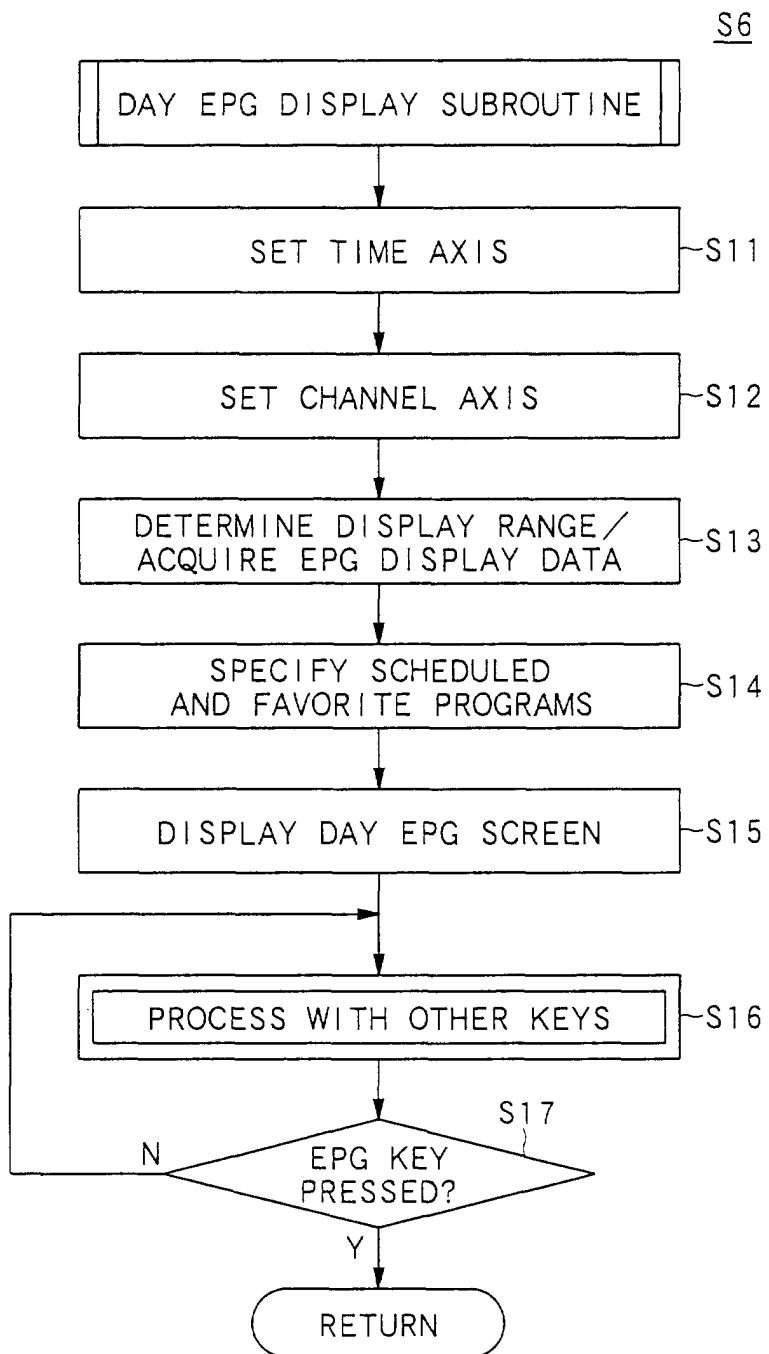 S6
DAY EPG DISPLAY SUBROUTINE
SET TIME AXIS
S11
SET CHANNEL AXIS
S12
DETERMINE DISPLAY RANGE/
ACQUIRE EPG DISPLAY DATA
S13
SPECIFY SCHEDULED
AND FAVORITE PROGRAMS
S14
DISPLAY DAY EPG SCREEN
S15
PROCESS WITH OTHER KEYS
S16
S17
N
EPG KEY
PRESSED?
Y
RETURN